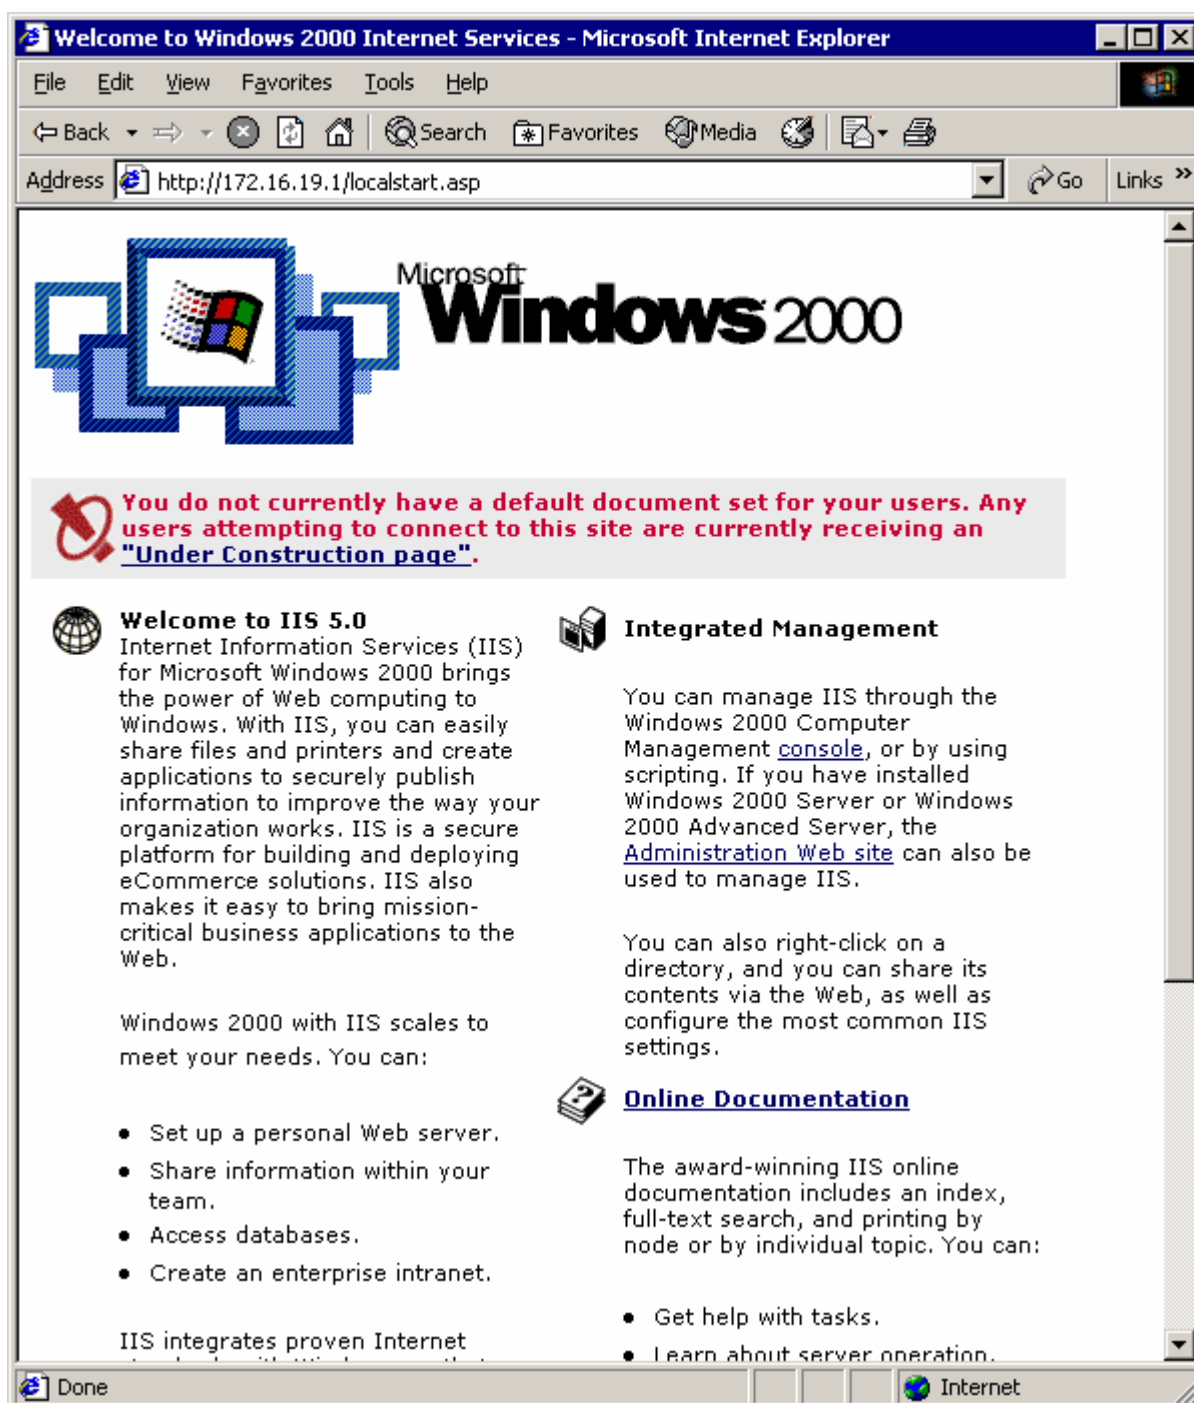 Welcome to Windows 2000 Internet Services - Microsoft Internet Explorer
File Edit View Favorites Tools Help
Back Search Favorites Media
Address http://172.16.19.1/localstart.asp Go Links »
Microsoft
Windows 2000
You do not currently have a default document set for your users. Any
users attempting to connect to this site are currently receiving an
"Under Construction page".
Welcome to IIS 5.0
Internet Information Services (IIS)
for Microsoft Windows 2000 brings
the power of Web computing to
Windows. With IIS, you can easily
share files and printers and create
applications to securely publish
information to improve the way your
organization works. IIS is a secure
platform for building and deploying
eCommerce solutions. IIS also
makes it easy to bring mission-
critical business applications to the
Web.
Windows 2000 with IIS scales to
meet your needs. You can:
• Set up a personal Web server.
• Share information within your
team.
• Access databases.
• Create an enterprise intranet.
IIS integrates proven Internet
Integrated Management
You can manage IIS through the
Windows 2000 Computer
Management console, or by using
scripting. If you have installed
Windows 2000 Server or Windows
2000 Advanced Server, the
Administration Web site can also be
used to manage IIS.
You can also right-click on a
directory, and you can share its
contents via the Web, as well as
configure the most common IIS
settings.
Online Documentation
The award-winning IIS online
documentation includes an index,
full-text search, and printing by
node or by individual topic. You can:
• Get help with tasks.
• Learn about server operation.
Done Internet